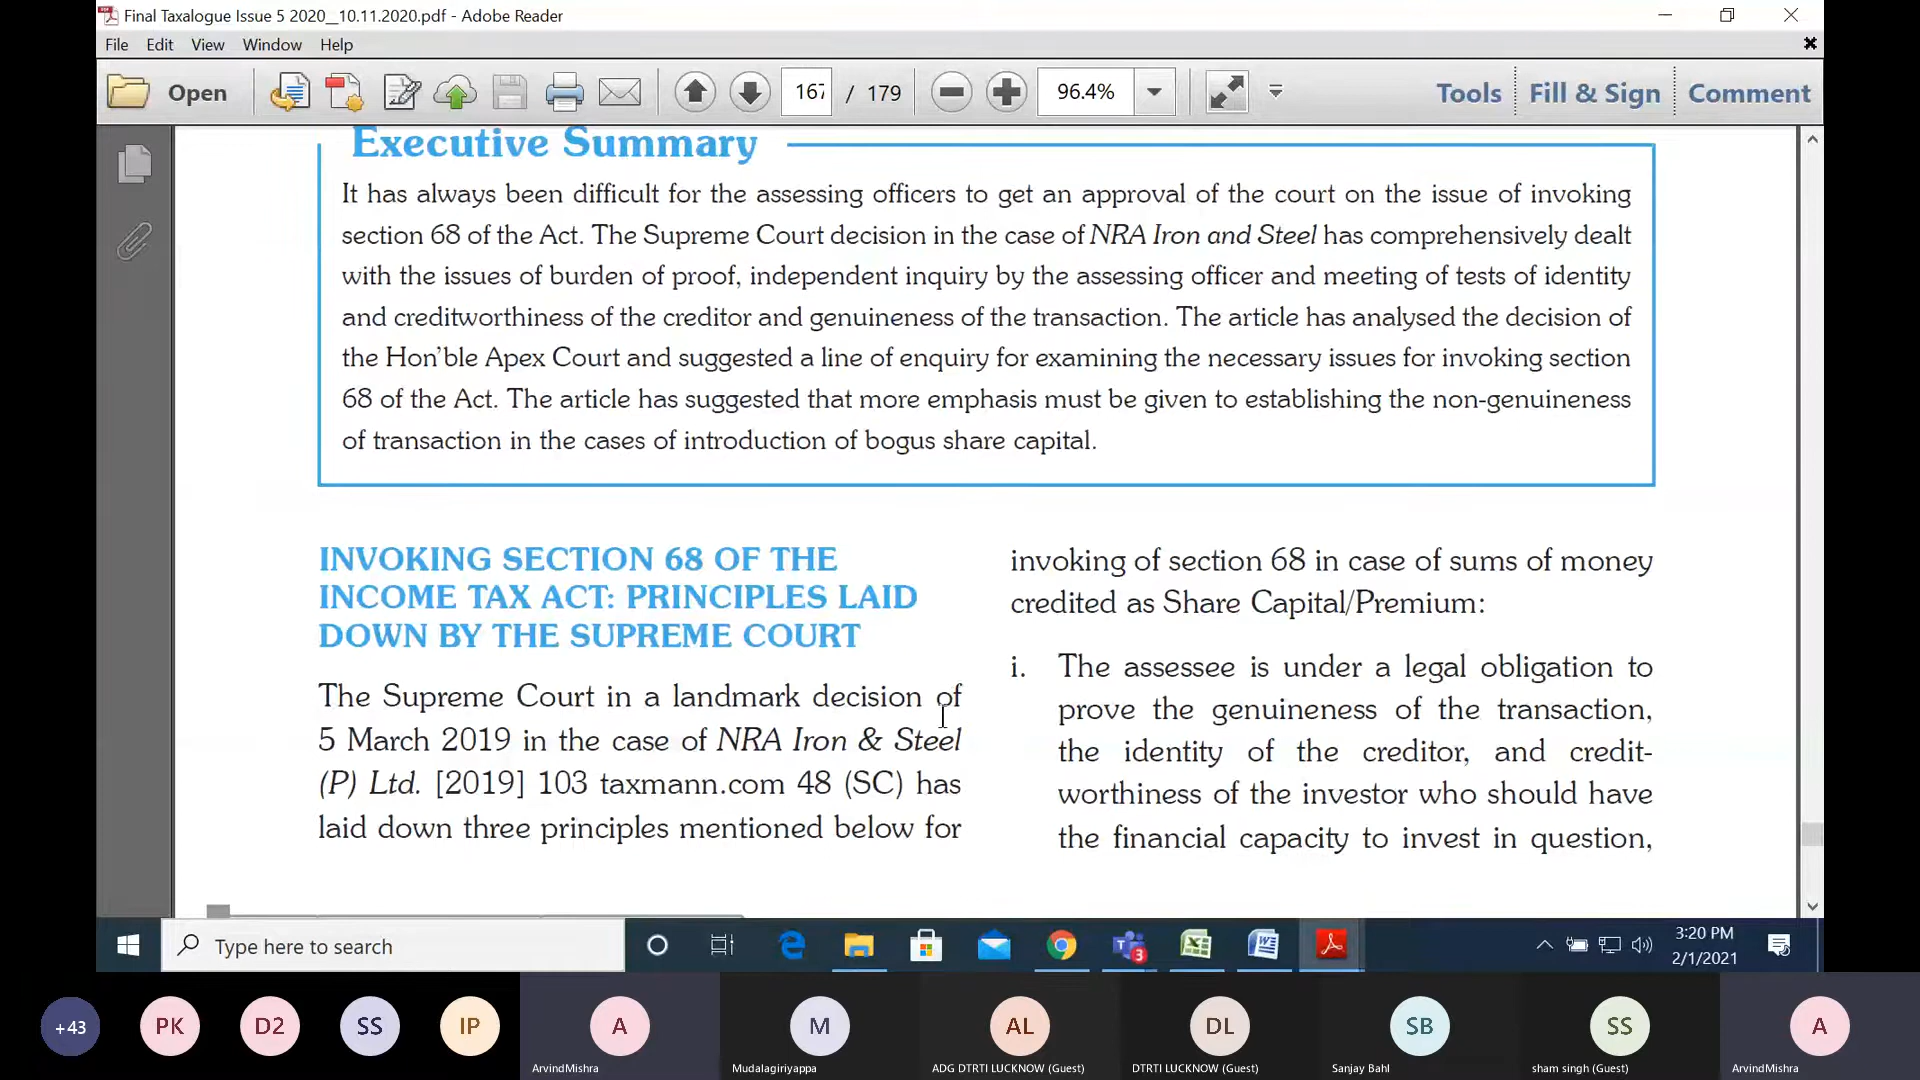 Final Taxalogue Issue 5 2020__10.11.2020.pdf - Adobe Reader
File Edit View Window Help
Open 167 / 179 96.4% Tools Fill & Sign Comment
Executive Summary
It has always been difficult for the assessing officers to get an approval of the court on the issue of invoking
section 68 of the Act. The Supreme Court decision in the case of NRA Iron and Steel has comprehensively dealt
with the issues of burden of proof, independent inquiry by the assessing officer and meeting of tests of identity
and creditworthiness of the creditor and genuineness of the transaction. The article has analysed the decision of
the Hon'ble Apex Court and suggested a line of enquiry for examining the necessary issues for invoking section
68 of the Act. The article has suggested that more emphasis must be given to establishing the non-genuineness
of transaction in the cases of introduction of bogus share capital.
INVOKING SECTION 68 OF THE
INCOME TAX ACT: PRINCIPLES LAID
DOWN BY THE SUPREME COURT
The Supreme Court in a landmark decision of
5 March 2019 in the case of NRA Iron & Steel
(P) Ltd. [2019] 103 taxmann.com 48 (SC) has
laid down three principles mentioned below for
invoking of section 68 in case of sums of money
credited as Share Capital/Premium:
i. The assessee is under a legal obligation to
prove the genuineness of the transaction,
the identity of the creditor, and credit-
worthiness of the investor who should have
the financial capacity to invest in question,
Type here to search
3
3:20 PM
2/1/2021
+43 PK D2 SS IP A M AL DL SB SS A
ArvindMishra Mudalagiriyappa ADG DTRTI LUCKNOW (Guest) DTRTI LUCKNOW (Guest) Sanjay Bahl sham singh (Guest) ArvindMishra